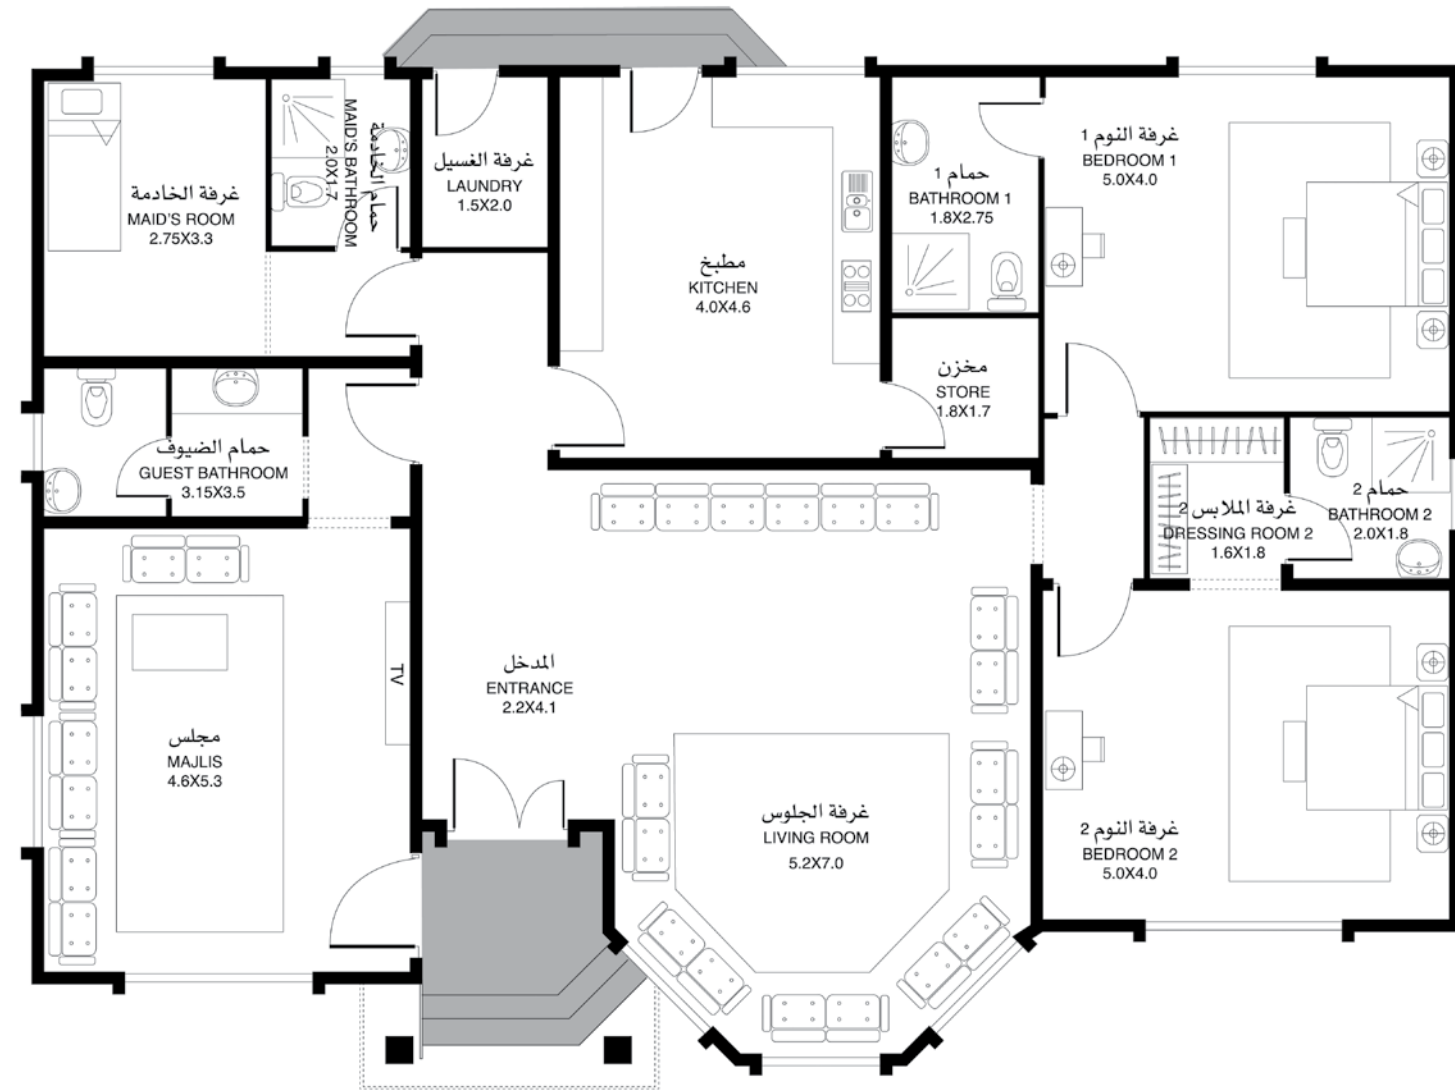 غرفة الخادمة
MAID'S ROOM
2.75X3.3
حمام الخادمة
MAID'S BATHROOM
2.0X1.7
غرفة الغسيل
LAUNDRY
1.5X2.0
مطبخ
KITCHEN
4.0X4.6
حمام 1
BATHROOM 1
1.8X2.75
غرفة النوم 1
BEDROOM 1
5.0X4.0
مخزن
STORE
1.8X1.7
حمام الضيوف
GUEST BATHROOM
3.15X3.5
غرفة الملابس 2
DRESSING ROOM 2
1.6X1.8
حمام 2
BATHROOM 2
2.0X1.8
المدخل
ENTRANCE
2.2X4.1
مجلس
MAJLIS
4.6X5.3
TV
غرفة الجلوس
LIVING ROOM
5.2X7.0
غرفة النوم 2
BEDROOM 2
5.0X4.0